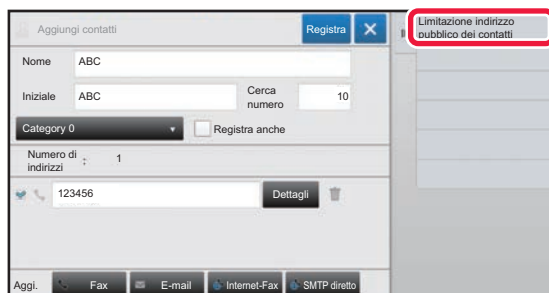 Aggiungi contatti
Registra
Limitazione indirizzo
pubblico dei contatti
Nome
ABC
Iniziale
ABC
Cerca
numero
10
Category 0
Registra anche
Numero di
indirizzi
:
1
123456
Dettagli
Aggi.
Fax
E-mail
Internet-Fax
SMTP diretto